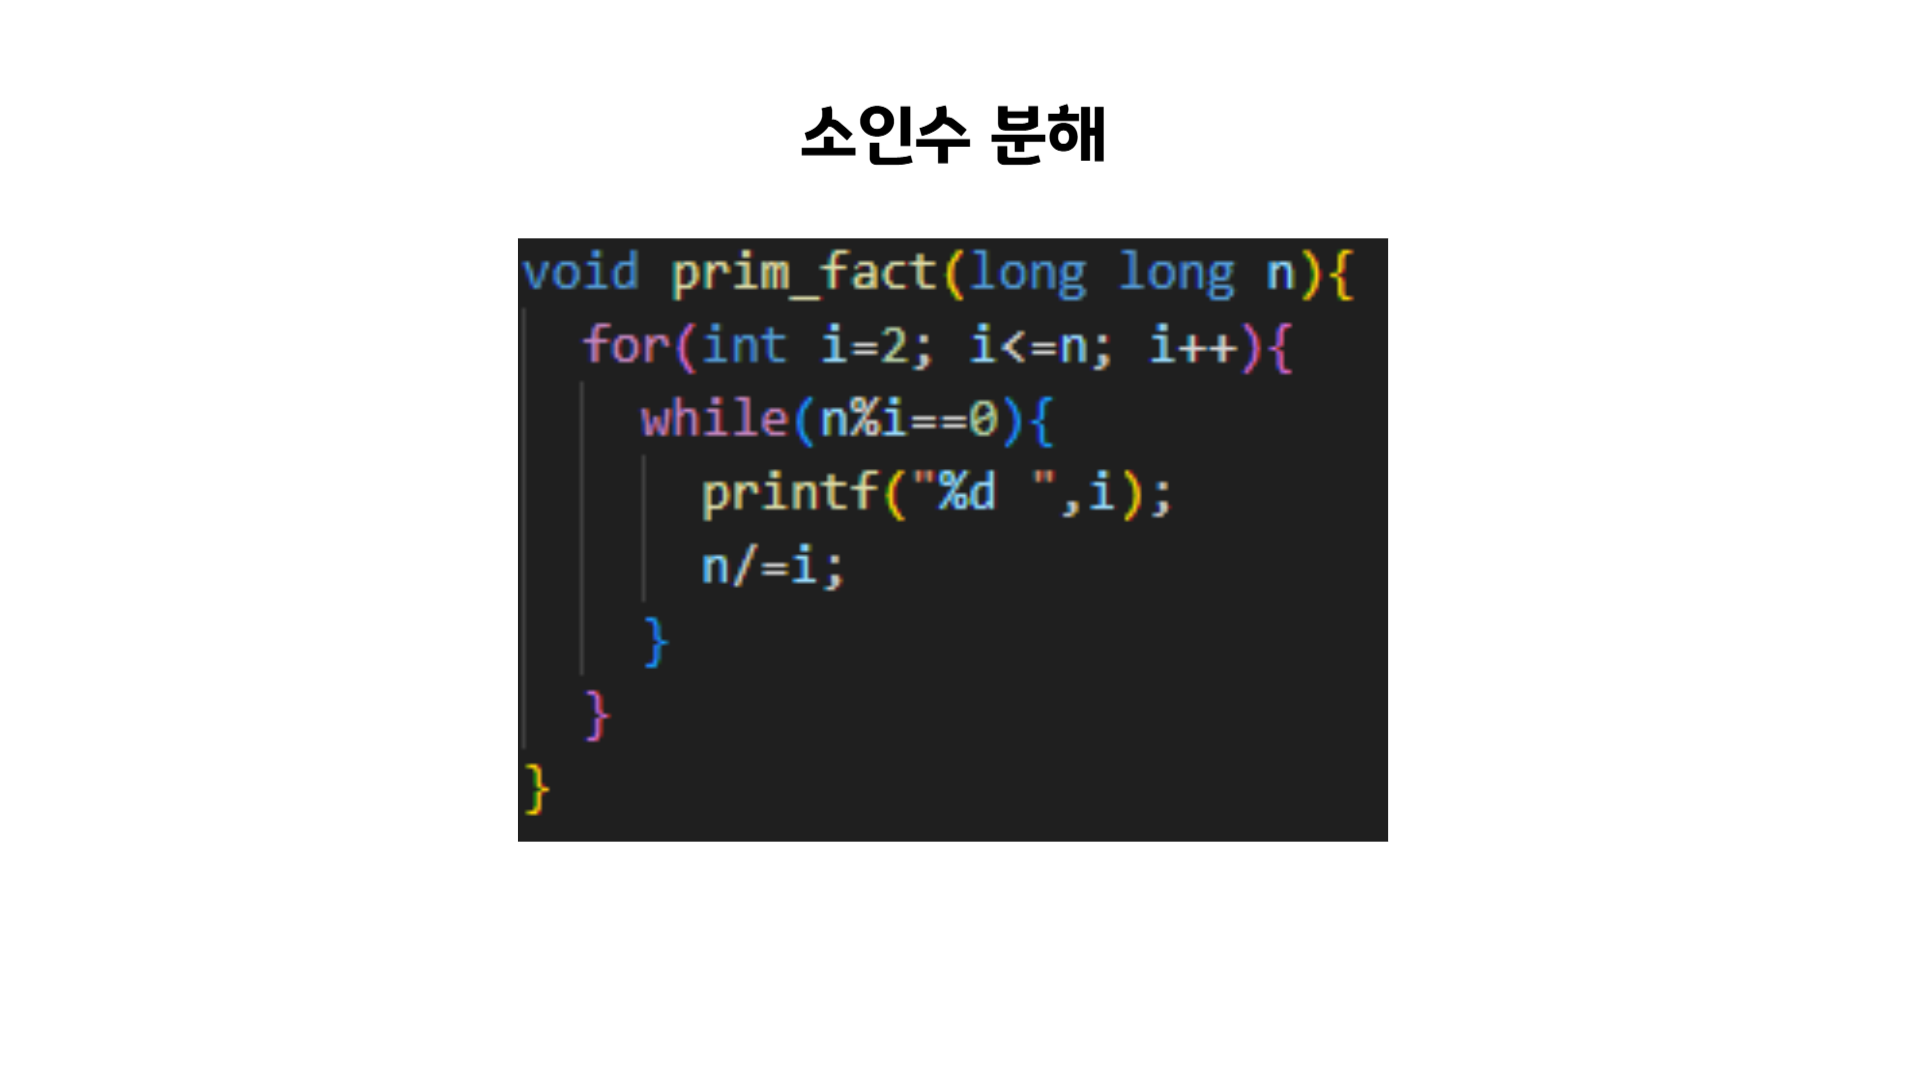 소인수 분해
void prim_fact(long long n){
for(int i=2; i<=n; i++){
while(n%i==0){
printf("%d ",i);
n/=i;
}
}
}